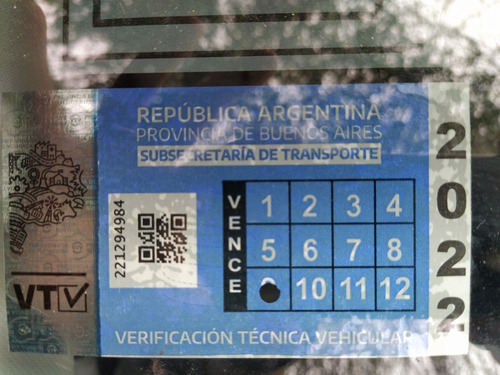 REPÚBLICA ARGENTINA
PROVINCIA DE BUENOS AIRES
SUBSECRETARÍA DE TRANSPORTE
VENCE
1 2 3 4
5 6 7 8
9 10 11 12
2022
221294984
VTV
VERIFICACIÓN TÉCNICA VEHICULAR